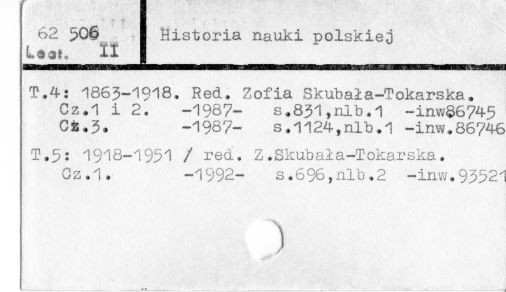 62 506
Legt. II
Historia nauki polskiej
T.4: 1863-1918. Red. Zofia Skubała-Tokarska.
Cz.1 i 2. -1987- s.831,nlb.1 -inw86745
Cz.3. -1987- s.1124,nlb.1 -inw.86746
T.5: 1918-1951 / red. Z.Skubała-Tokarska.
Cz.1. -1992- s.696,nlb.2 -inw.93521